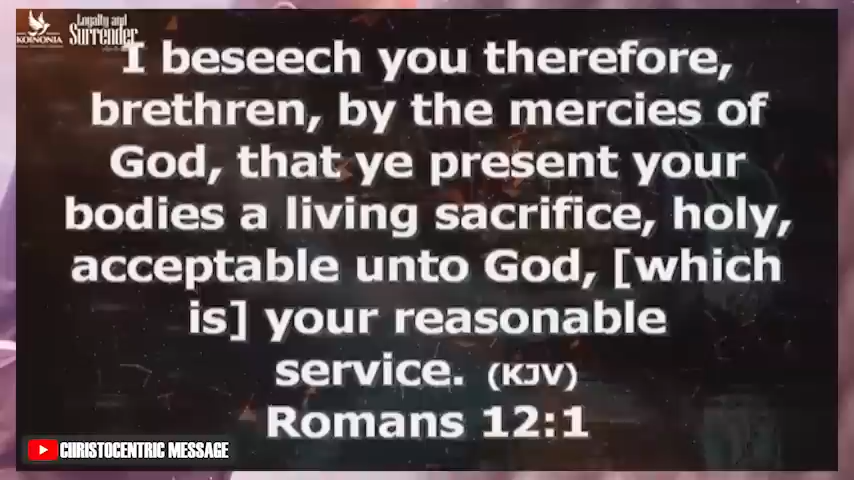 KOINONIA
Loyalty and
Surrender
I beseech you therefore,
brethren, by the mercies of
God, that ye present your
bodies a living sacrifice, holy,
acceptable unto God, [which
is] your reasonable
service. (KJV)
Romans 12:1
CHRISTOCENTRIC MESSAGE